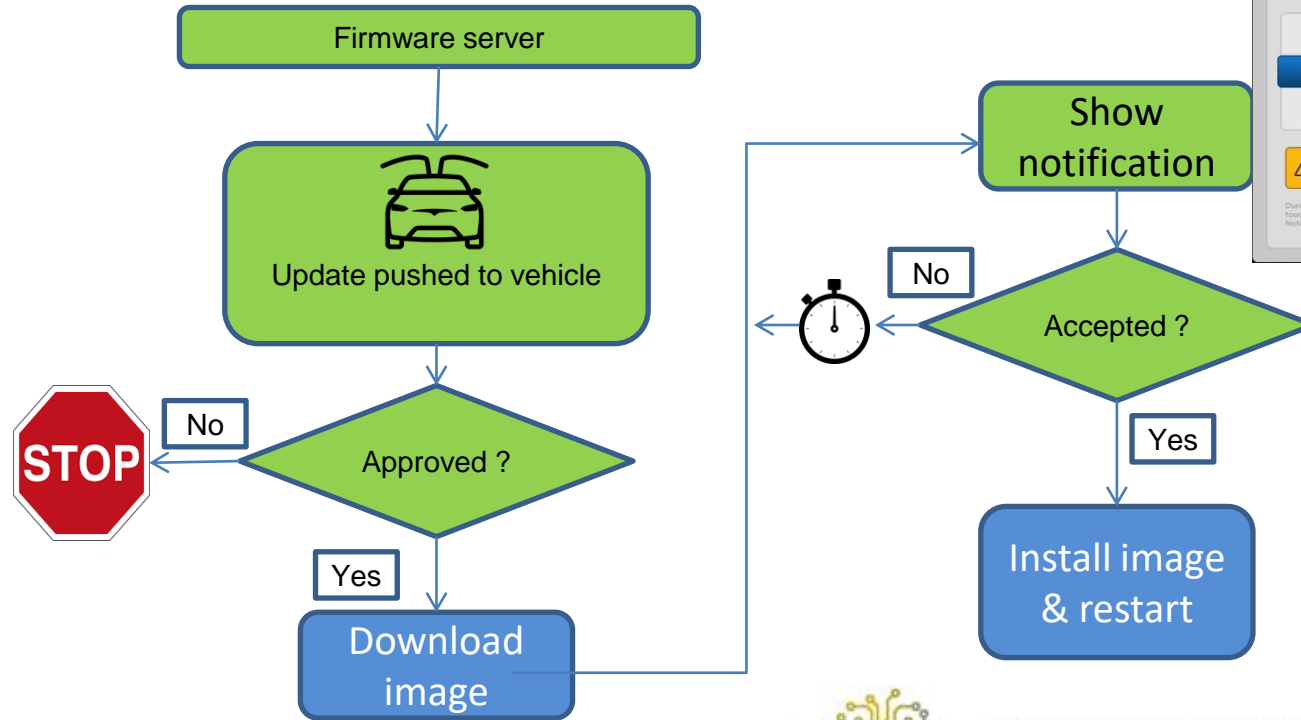 Firmware server
Update pushed to vehicle
No
STOP
Approved ?
Yes
Download
image
Show
notification
No
Accepted ?
Yes
Install image
& restart